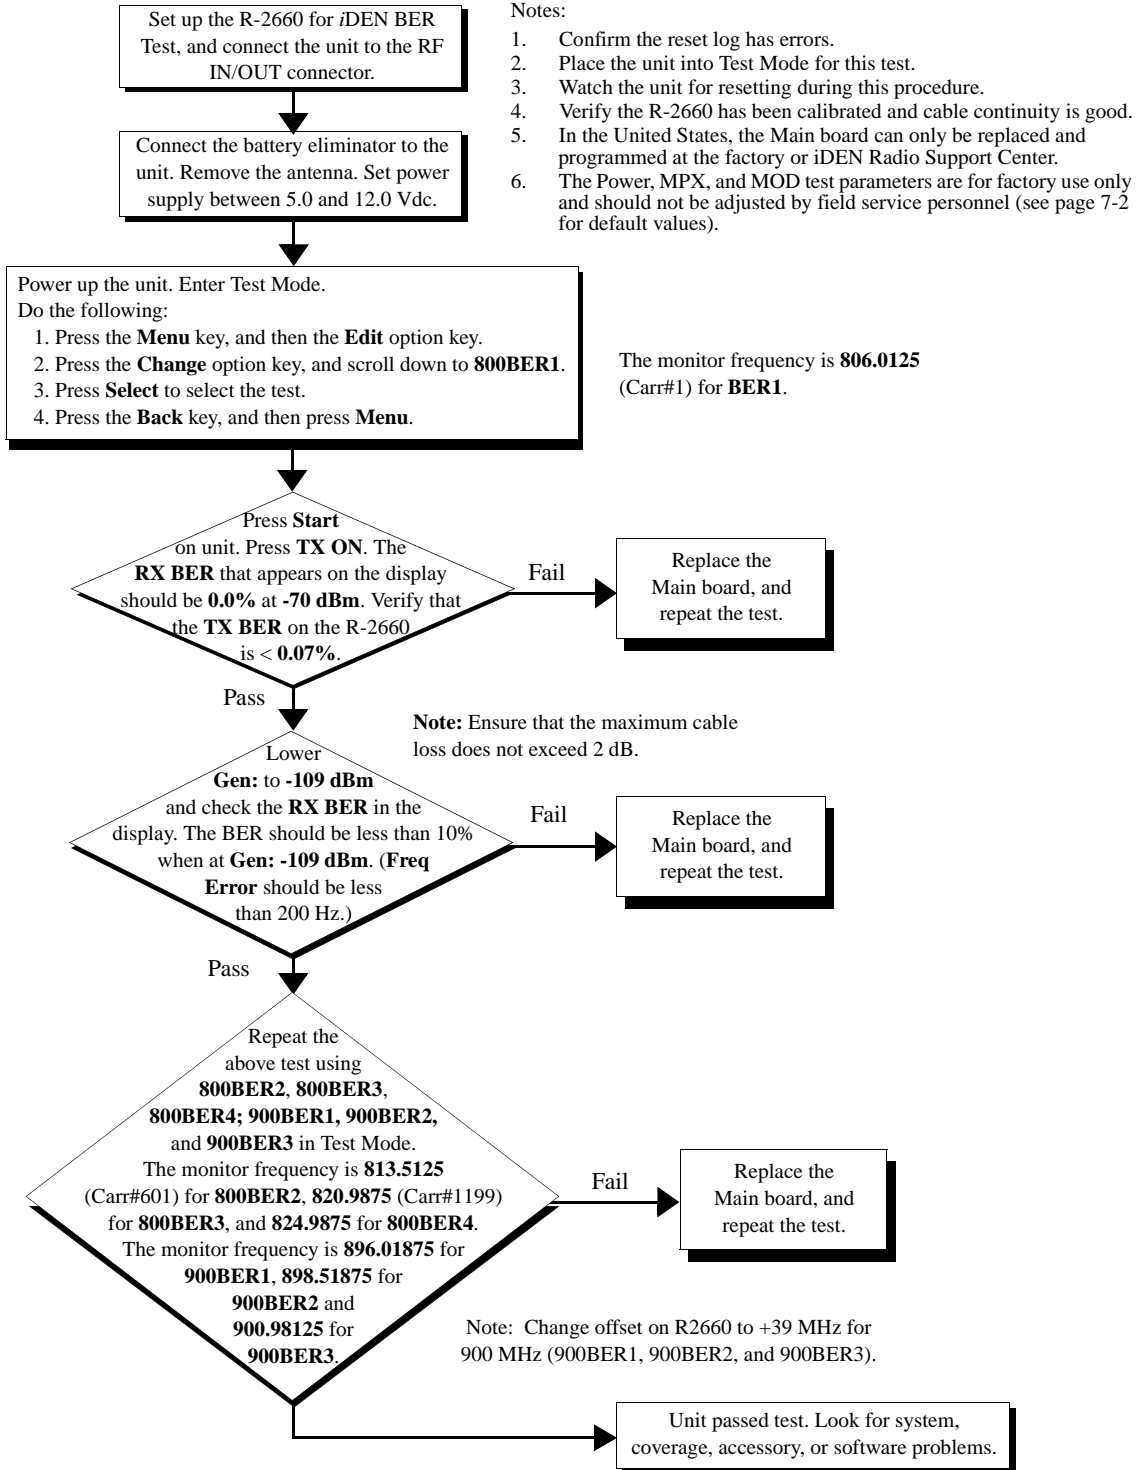 Set up the R-2660 for iDEN BER
Test, and connect the unit to the RF
IN/OUT connector.
Notes:
1. Confirm the reset log has errors.
2. Place the unit into Test Mode for this test.
3. Watch the unit for resetting during this procedure.
4. Verify the R-2660 has been calibrated and cable continuity is good.
5. In the United States, the Main board can only be replaced and
programmed at the factory or iDEN Radio Support Center.
6. The Power, MPX, and MOD test parameters are for factory use only
and should not be adjusted by field service personnel (see page 7-2
for default values).
Connect the battery eliminator to the
unit. Remove the antenna. Set power
supply between 5.0 and 12.0 Vdc.
Power up the unit. Enter Test Mode.
Do the following:
1. Press the Menu key, and then the Edit option key.
2. Press the Change option key, and scroll down to 800BER1.
3. Press Select to select the test.
4. Press the Back key, and then press Menu.
The monitor frequency is 806.0125
(Carr#1) for BER1.
Press Start
on unit. Press TX ON. The
RX BER that appears on the display
should be 0.0% at -70 dBm. Verify that
the TX BER on the R-2660
is < 0.07%.
Fail
Replace the
Main board, and
repeat the test.
Pass
Note: Ensure that the maximum cable
loss does not exceed 2 dB.
Lower
Gen: to -109 dBm
and check the RX BER in the
display. The BER should be less than 10%
when at Gen: -109 dBm. (Freq
Error should be less
than 200 Hz.)
Fail
Replace the
Main board, and
repeat the test.
Pass
Repeat the
above test using
800BER2, 800BER3,
800BER4; 900BER1, 900BER2,
and 900BER3 in Test Mode.
The monitor frequency is 813.5125
(Carr#601) for 800BER2, 820.9875 (Carr#1199)
for 800BER3, and 824.9875 for 800BER4.
The monitor frequency is 896.01875 for
900BER1, 898.51875 for
900BER2 and
900.98125 for
900BER3.
Fail
Replace the
Main board, and
repeat the test.
Note: Change offset on R2660 to +39 MHz for
900 MHz (900BER1, 900BER2, and 900BER3).
Unit passed test. Look for system,
coverage, accessory, or software problems.